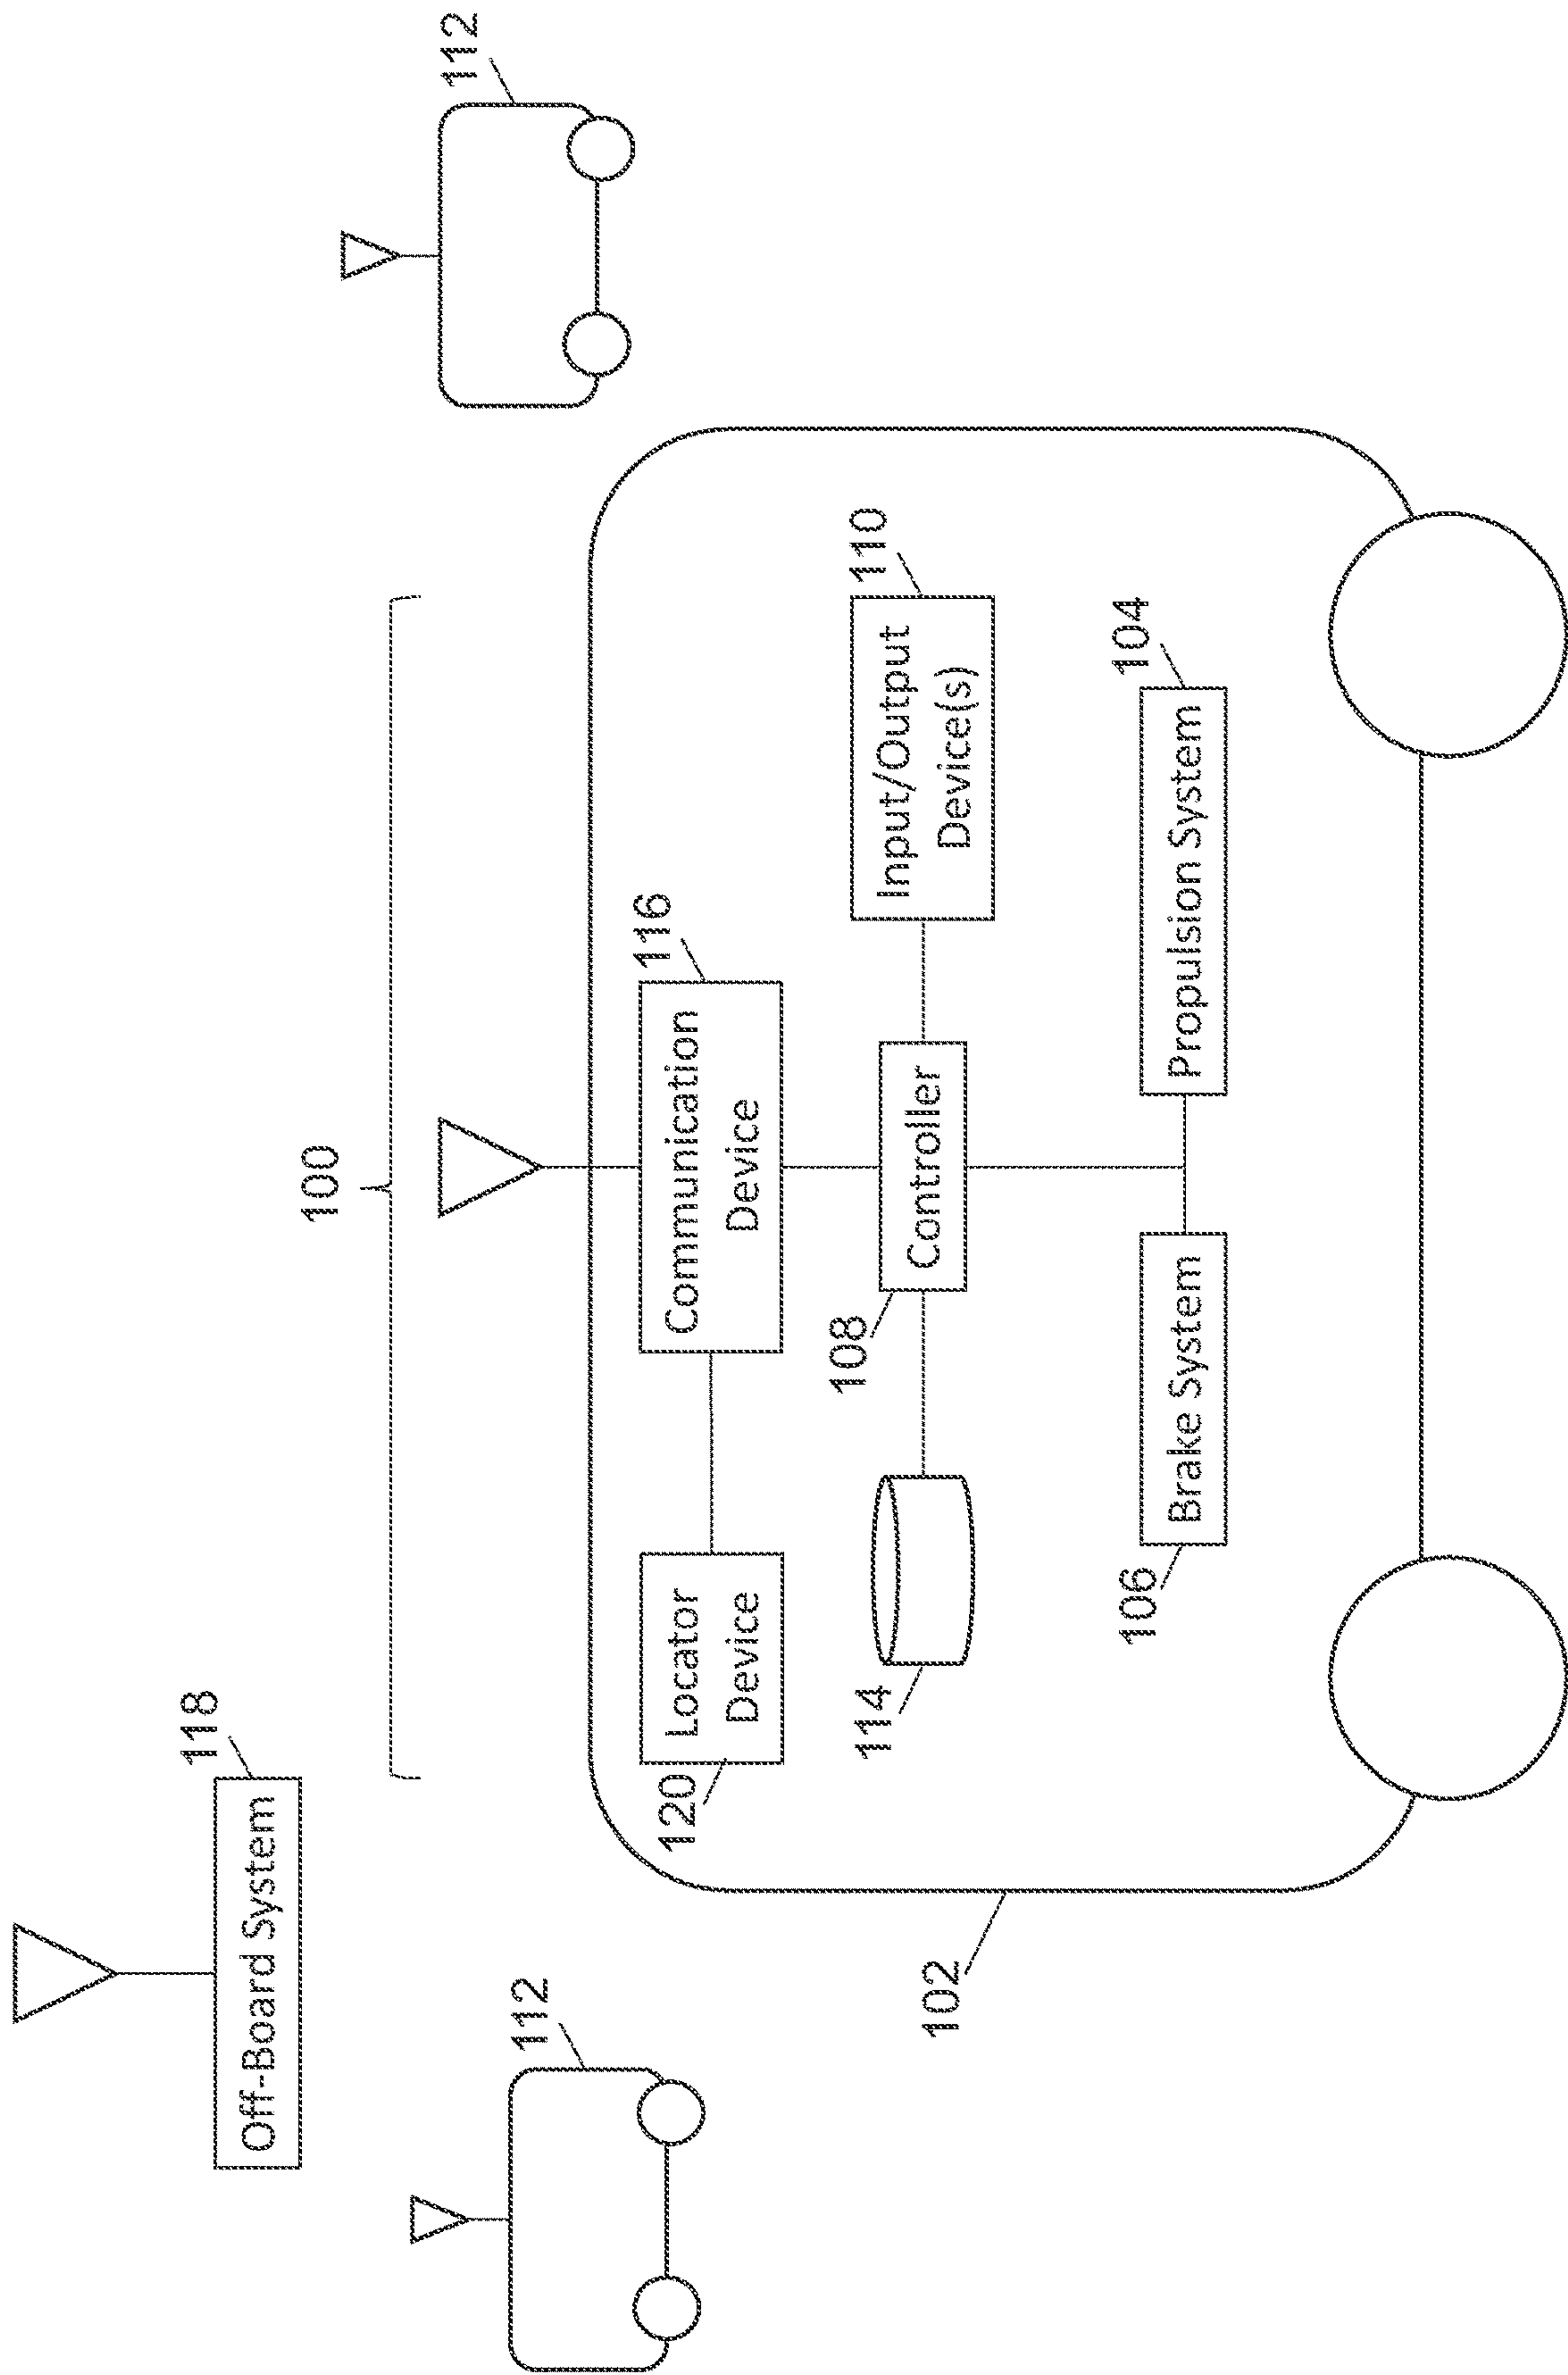 118
Off-Board System
112
100
112
120
Locator
Device
116
Communication
Device
108
Controller
110
Input/Output
Device(s)
114
106
Brake System
104
Propulsion System
102